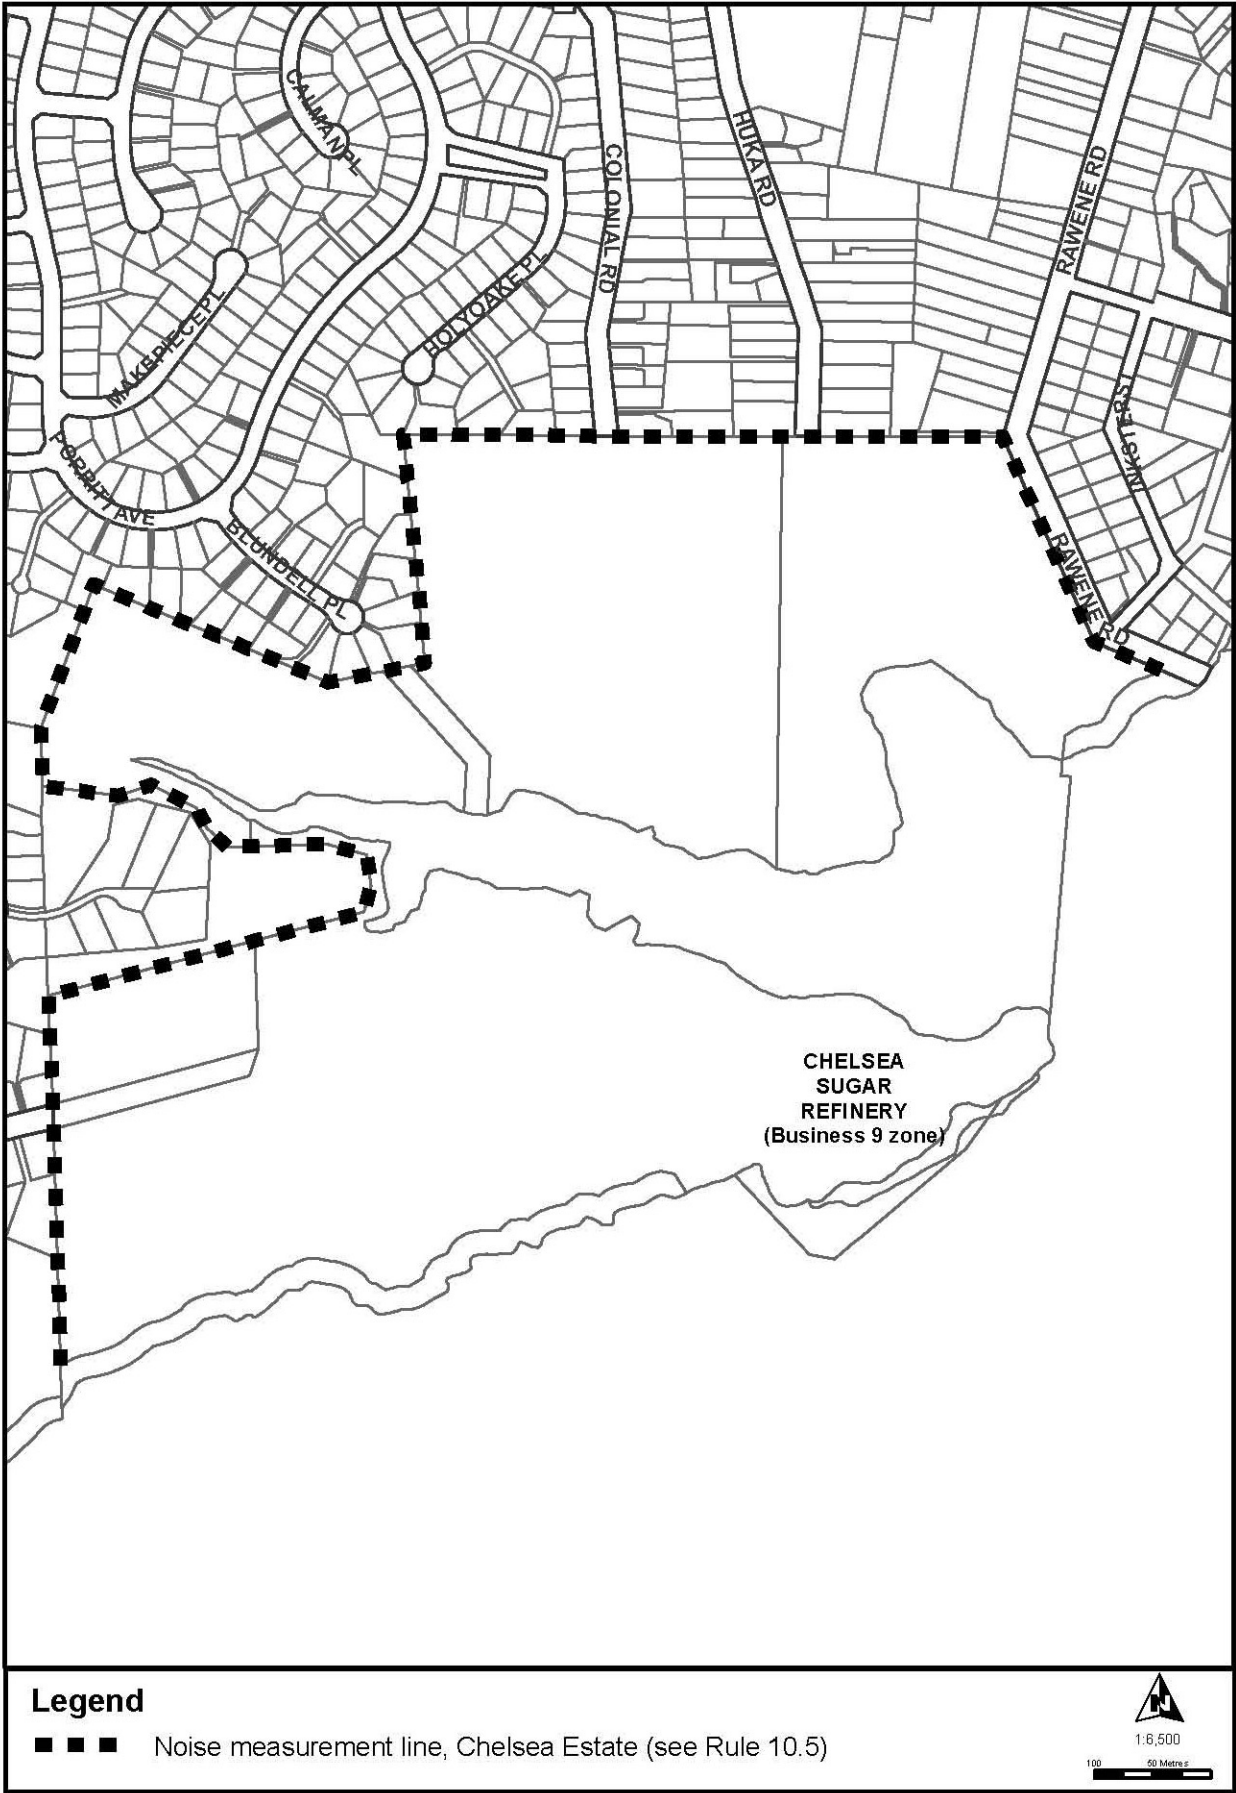 CALMAN PL
COLONIAL RD
HUKA RD
RAWENE RD
HOLYOAKE PL
MAKEPIECE PL
INKSTER ST
PORRITT AVE
BLUNDELL PL
RAWENE RD
CHELSEA
SUGAR
REFINERY
(Business 9 zone)
Legend
Noise measurement line, Chelsea Estate (see Rule 10.5)
N
1:6,500
100 50 Metres